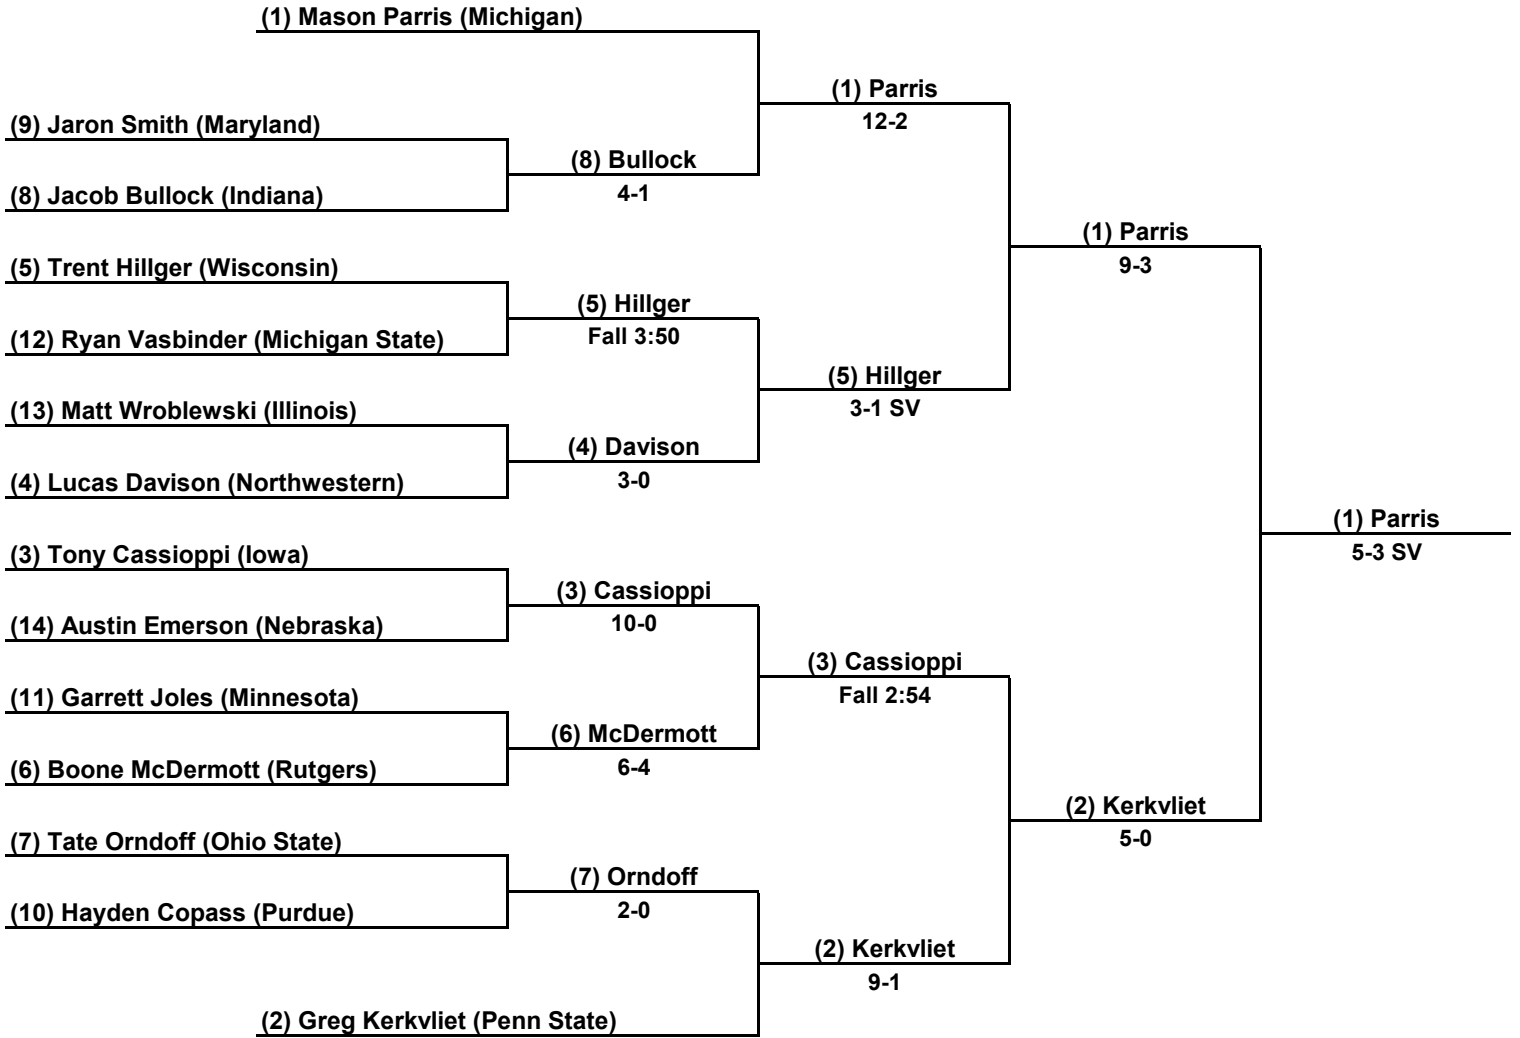 (1) Mason Parris (Michigan)
(1) Parris
12-2
(9) Jaron Smith (Maryland)
(8) Bullock
4-1
(8) Jacob Bullock (Indiana)
(1) Parris
9-3
(5) Trent Hillger (Wisconsin)
(5) Hillger
Fall 3:50
(12) Ryan Vasbinder (Michigan State)
(5) Hillger
3-1 SV
(13) Matt Wroblewski (Illinois)
(4) Davison
3-0
(4) Lucas Davison (Northwestern)
(1) Parris
5-3 SV
(3) Tony Cassioppi (Iowa)
(3) Cassioppi
10-0
(14) Austin Emerson (Nebraska)
(3) Cassioppi
Fall 2:54
(11) Garrett Joles (Minnesota)
(6) McDermott
6-4
(6) Boone McDermott (Rutgers)
(2) Kerkvliet
5-0
(7) Tate Orndoff (Ohio State)
(7) Orndoff
2-0
(10) Hayden Copass (Purdue)
(2) Kerkvliet
9-1
(2) Greg Kerkvliet (Penn State)